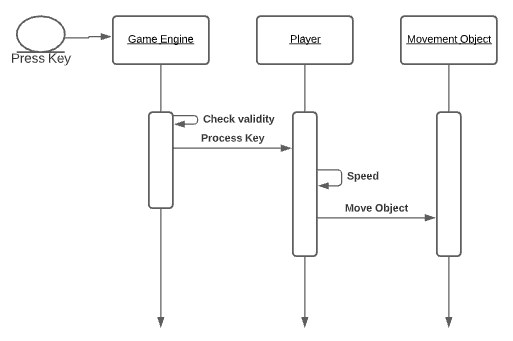 Press Key
Game Engine
Player
Movement Object
Check validity
Process Key
Speed
Move Object